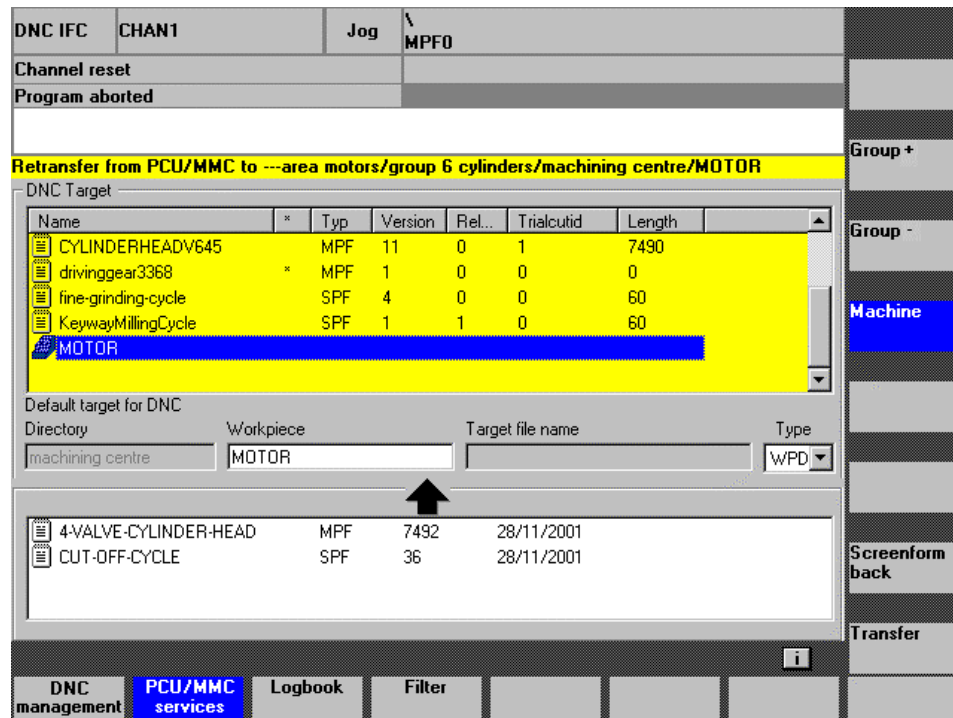 DNC IFC CHAN1 Jog \
MPF0
Channel reset
Program aborted
Retransfer from PCU/MMC to ---area motors/group 6 cylinders/machining centre/MOTOR
DNC Target
Name * Typ Version Rel... Trialcutid Length
CYLINDERHEADV645 MPF 11 0 1 7490
drivinggear3368 * MPF 1 0 0 0
fine-grinding-cycle SPF 4 0 0 60
KeywayMillingCycle SPF 1 1 0 60
MOTOR
Default target for DNC
Directory Workpiece Target file name Type
machining centre MOTOR WPD
4-VALVE-CYLINDER-HEAD MPF 7492 28/11/2001
CUT-OFF-CYCLE SPF 36 28/11/2001
Group +
Group -
Machine
Screenform
back
Transfer
i
DNC
management
PCU/MMC
services
Logbook
Filter